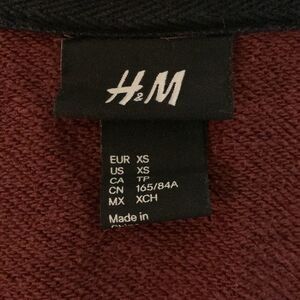 H&M
EUR XS
US XS
CA TP
CN 165/84A
MX XCH
Made in